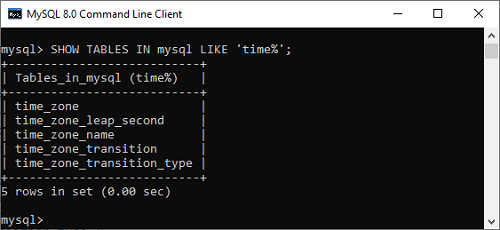 MySQL 8.0 Command Line Client
mysql> SHOW TABLES IN mysql LIKE 'time%';
+---------------------------+
| Tables_in_mysql (time%)   |
+---------------------------+
| time_zone                 |
| time_zone_leap_second     |
| time_zone_name            |
| time_zone_transition      |
| time_zone_transition_type |
+---------------------------+
5 rows in set (0.00 sec)
mysql>